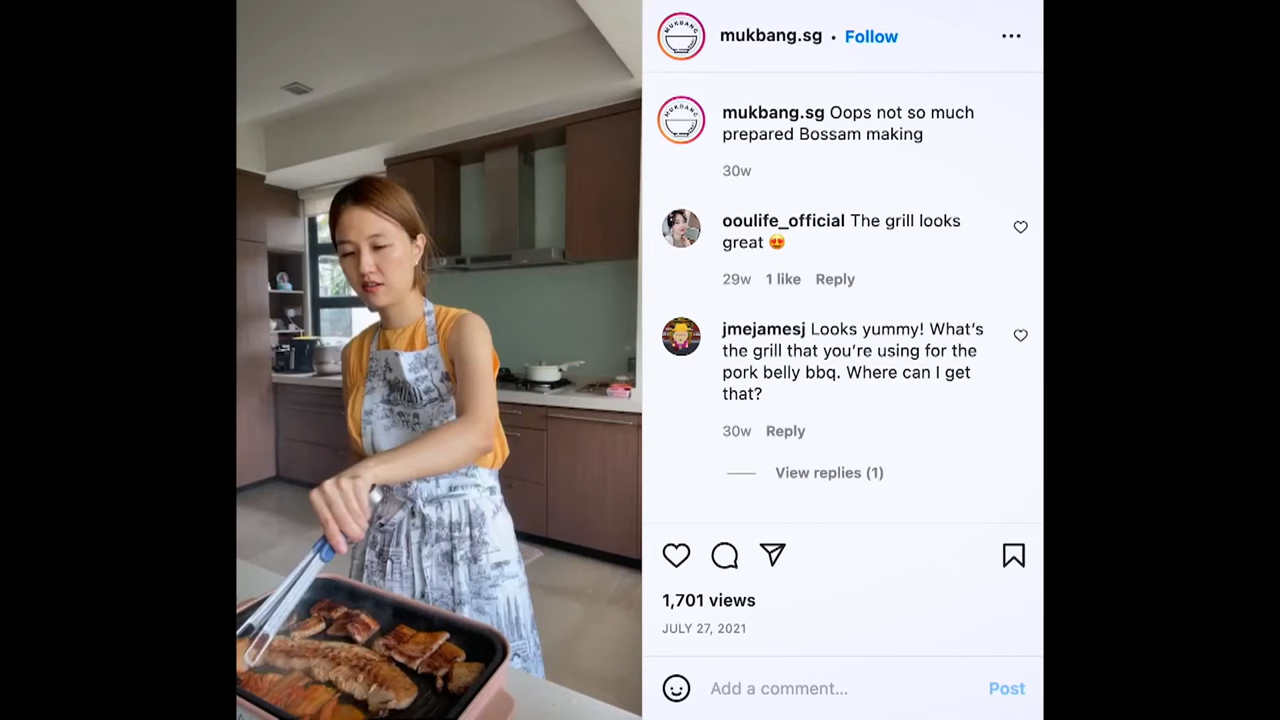 MUKBANG
mukbang.sg • Follow
MUKBANG
mukbang.sg Oops not so much
prepared Bossam making
30w
ooulife_official The grill looks
great 😍
29w 1 like Reply
jmejamesj Looks yummy! What's
the grill that you're using for the
pork belly bbq. Where can I get
that?
30w Reply
View replies (1)
1,701 views
JULY 27, 2021
Add a comment...
Post